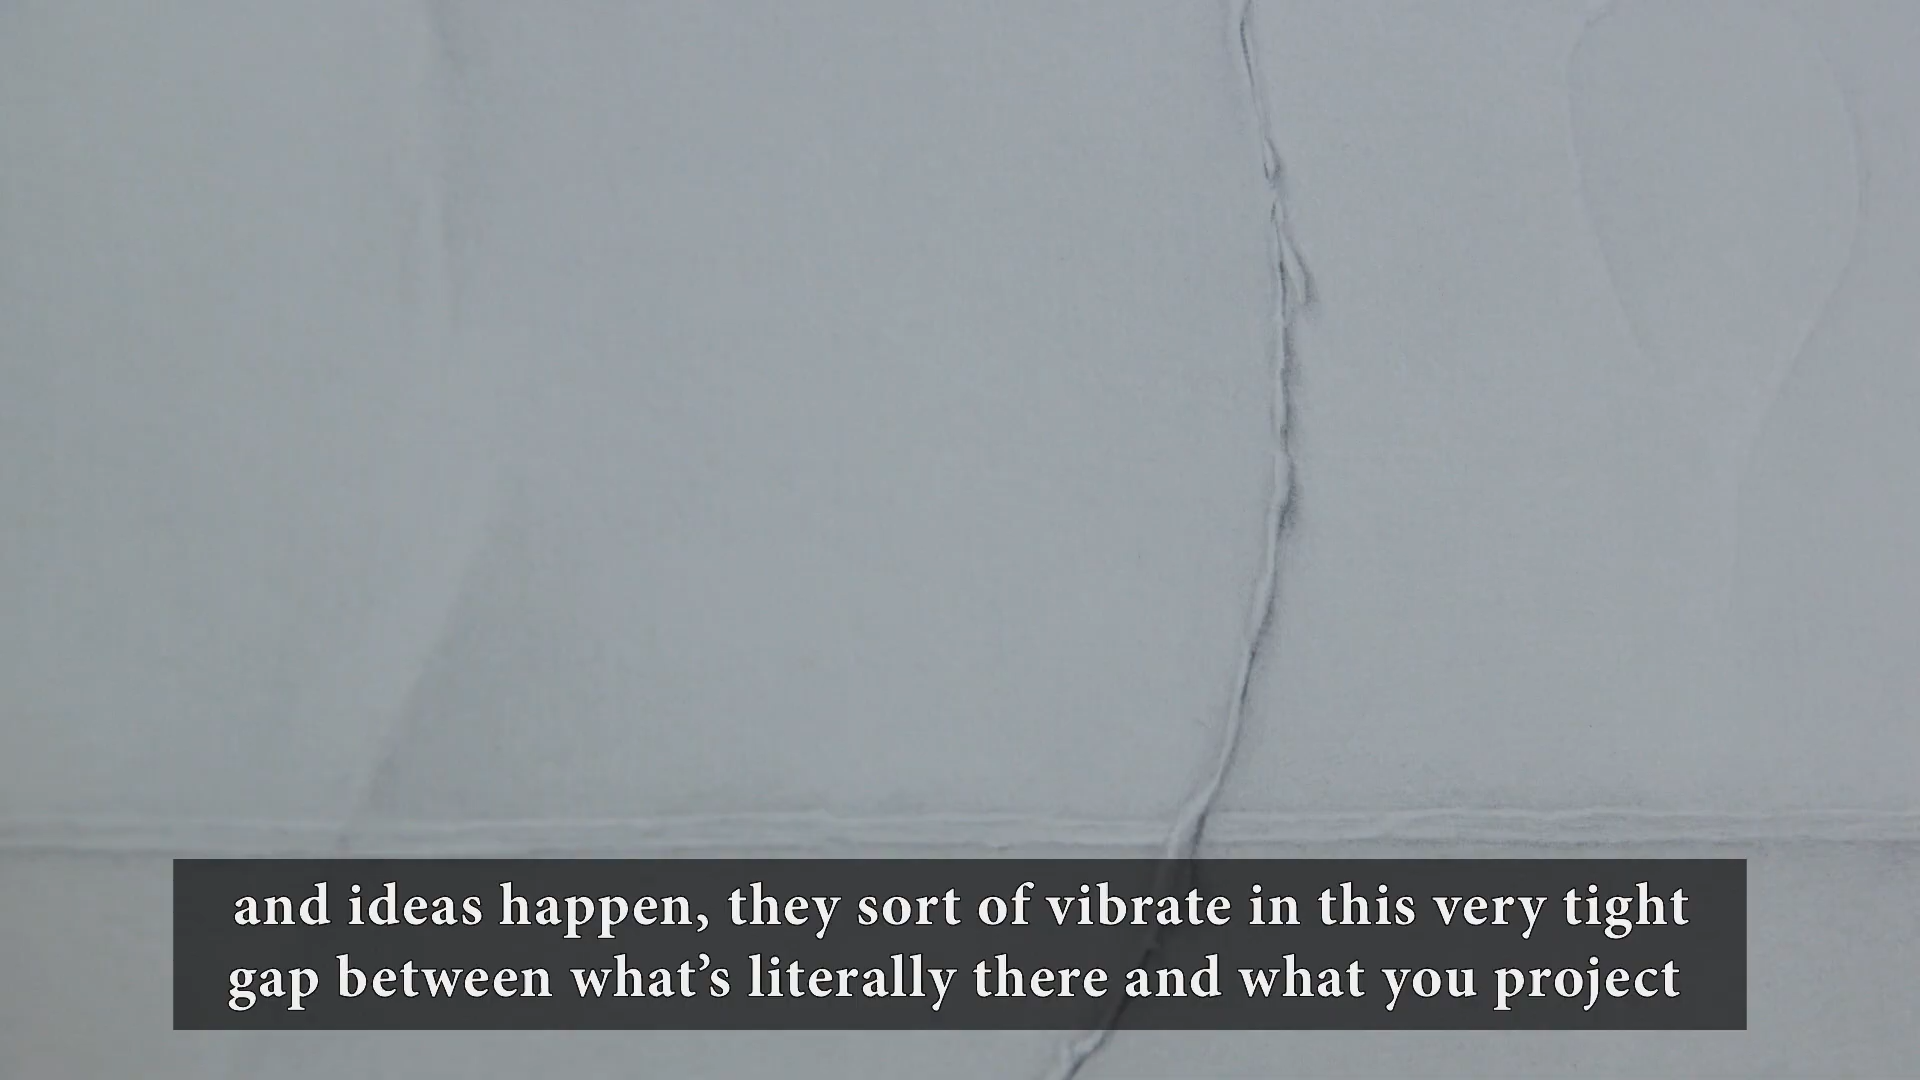 and ideas happen, they sort of vibrate in this very tight
gap between what’s literally there and what you project